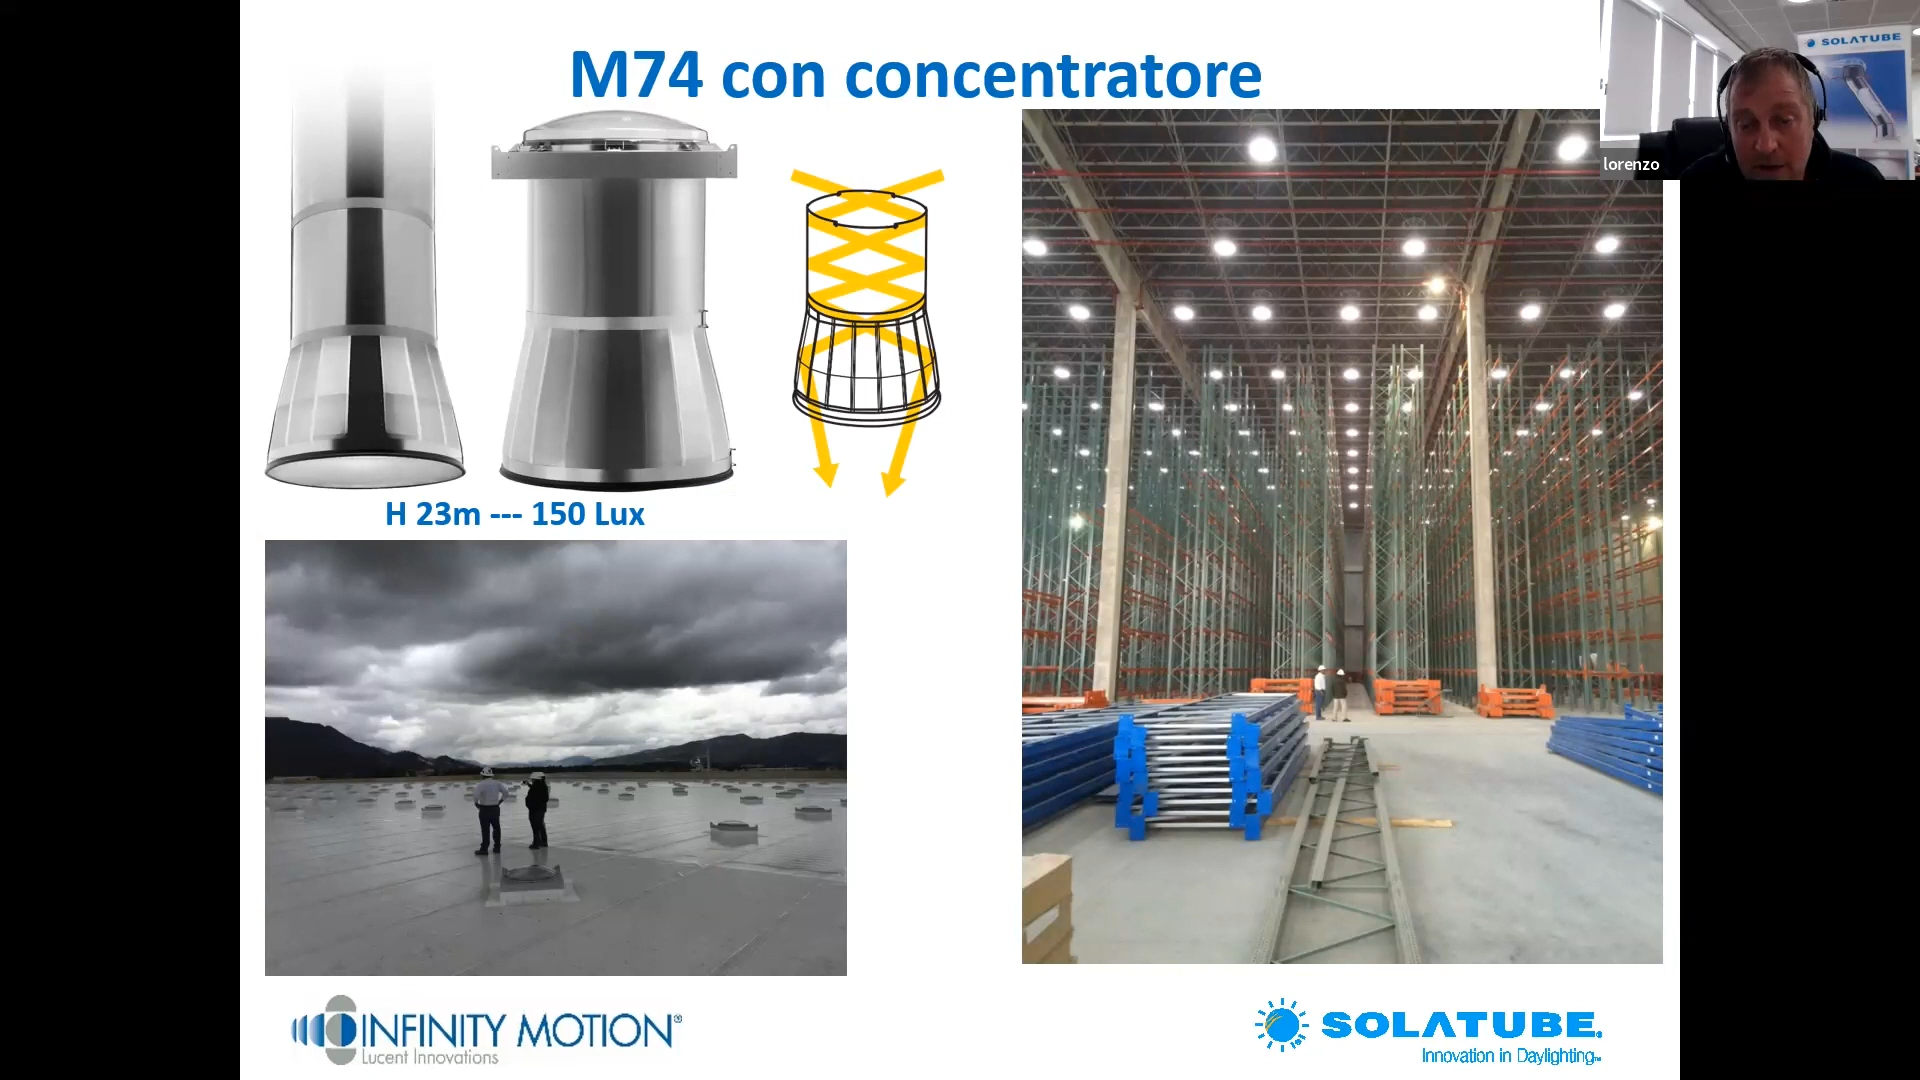 M74 con concentratore
SOLATUBE
lorenzo
H 23m --- 150 Lux
INFINITY MOTION®
Lucent Innovations
SOLATUBE.
Innovation in Daylighting™